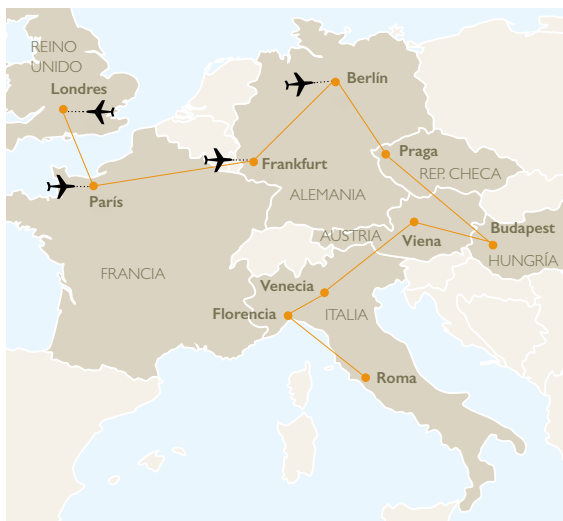 REINO
UNIDO
Londres
Berlín
Praga
REP. CHECA
Frankfurt
ALEMANIA
París
Budapest
HUNGRÍA
AUSTRIA
Viena
FRANCIA
Venecia
Florencia
ITALIA
Roma